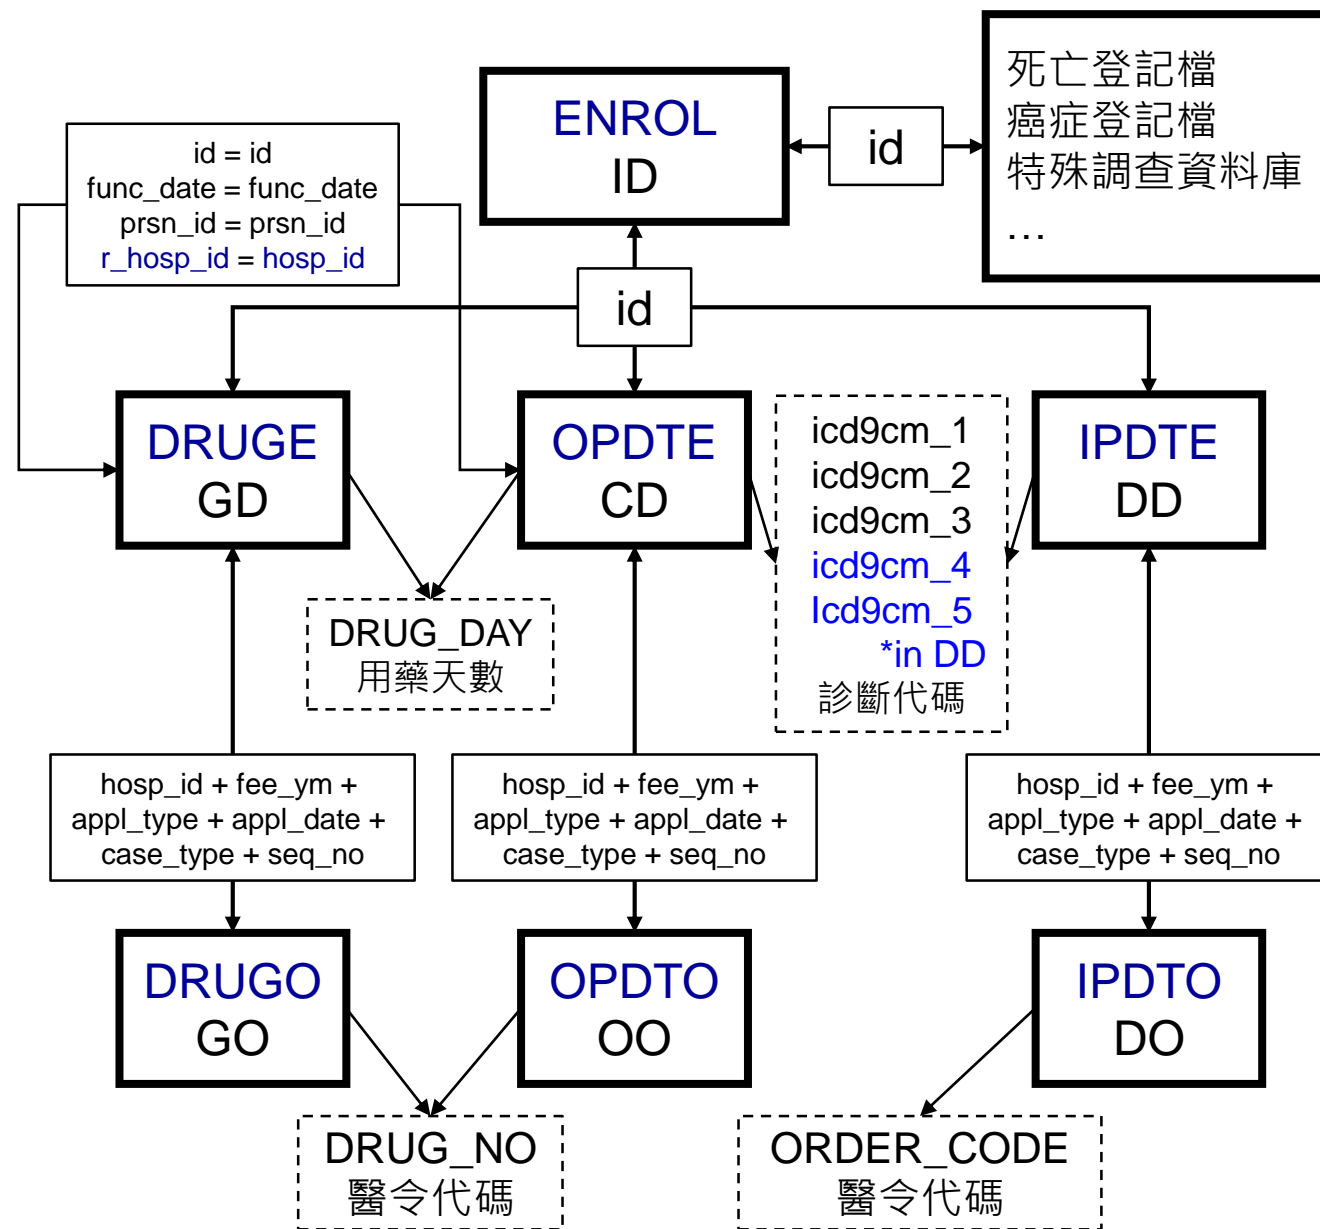 死亡登記檔
癌症登記檔
特殊調查資料庫
…
ENROL
ID
id
id = id
func_date = func_date
prsn_id = prsn_id
r_hosp_id = hosp_id
id
DRUGE
GD
OPDTE
CD
icd9cm_1
icd9cm_2
icd9cm_3
icd9cm_4
Icd9cm_5
*in DD
診斷代碼
IPDTE
DD
DRUG_DAY
用藥天數
hosp_id + fee_ym +
appl_type + appl_date +
case_type + seq_no
hosp_id + fee_ym +
appl_type + appl_date +
case_type + seq_no
hosp_id + fee_ym +
appl_type + appl_date +
case_type + seq_no
DRUGO
GO
OPDTO
OO
IPDTO
DO
DRUG_NO
醫令代碼
ORDER_CODE
醫令代碼